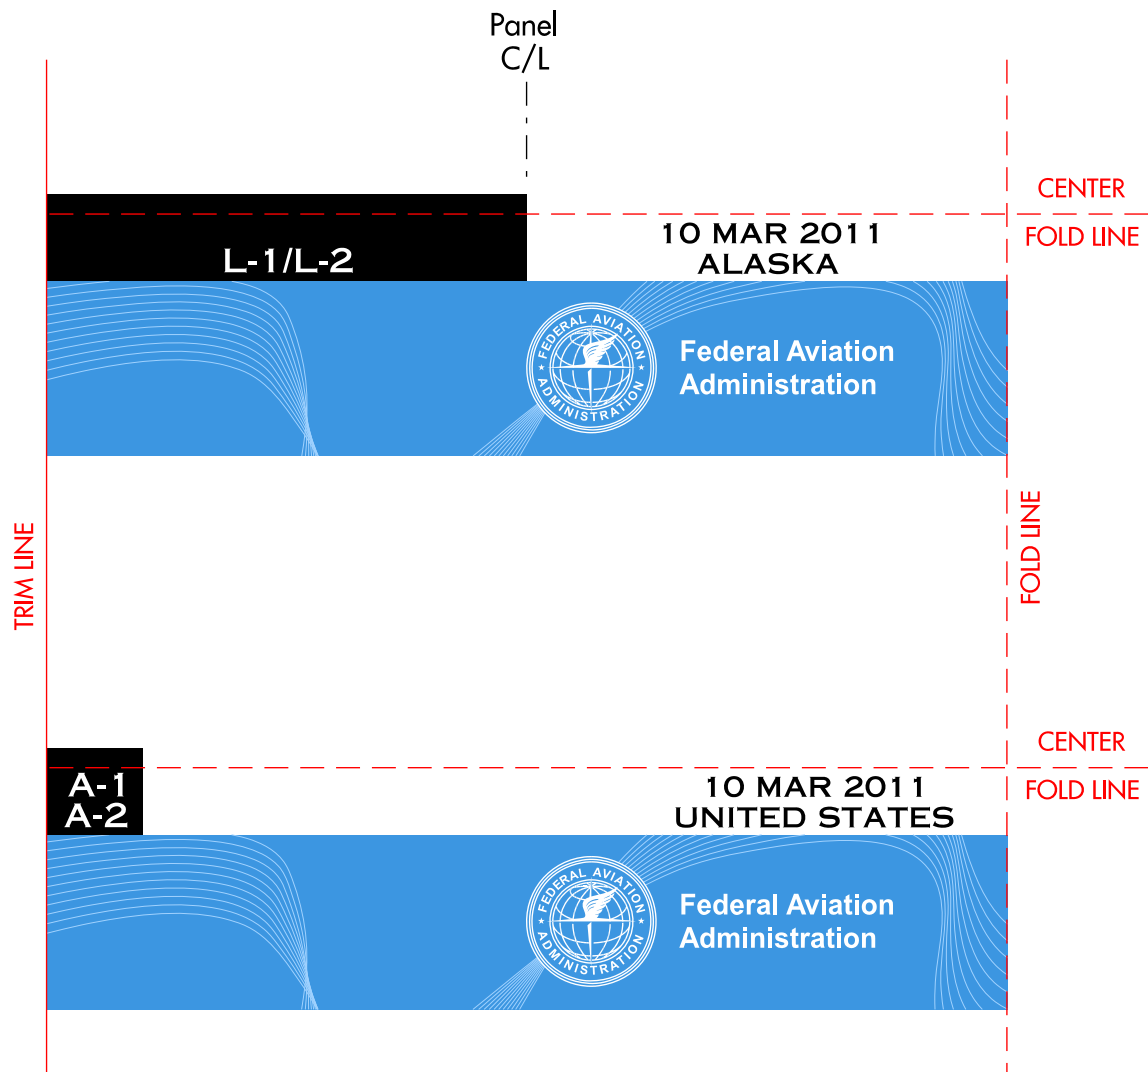 Panel
C/L
CENTER
FOLD LINE
L-1/L-2
10 MAR 2011
ALASKA
FEDERAL AVIATION
ADMINISTRATION
Federal Aviation
Administration
TRIM LINE
FOLD LINE
CENTER
FOLD LINE
A-1
A-2
10 MAR 2011
UNITED STATES
FEDERAL AVIATION
ADMINISTRATION
Federal Aviation
Administration